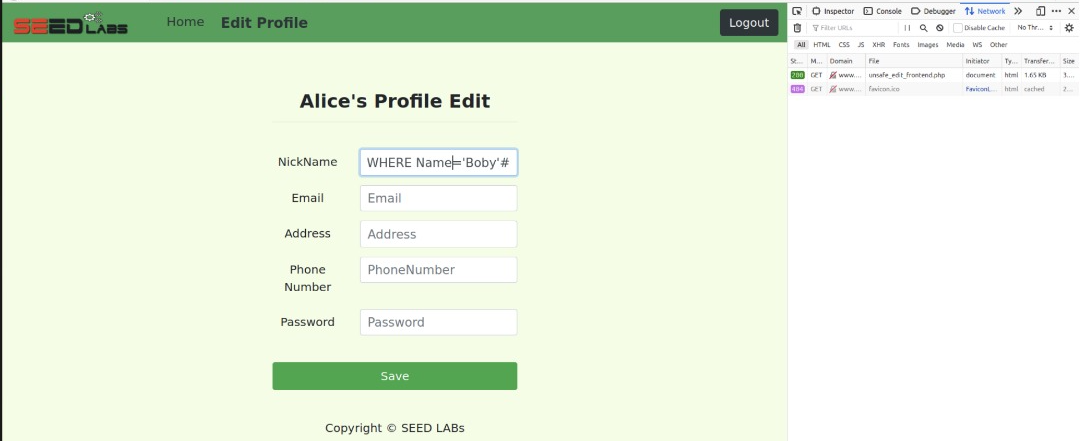 SEED LABS Home Edit Profile Logout
Alice's Profile Edit
NickName WHERE Name='Boby'#
Email Email
Address Address
Phone PhoneNumber
Number
Password Password
Save
Copyright © SEED LABs
Inspector Console Debugger Network
Filter URLs Disable Cache No Thr...
All HTML CSS JS XHR Fonts Images Media WS Other
St... M... Domain File Initiator Ty... Transfer... Size
200 GET www.... unsafe_edit_frontend.php document html 1.65 KB 3....
404 GET www.... favicon.ico FaviconL... html cached 2...